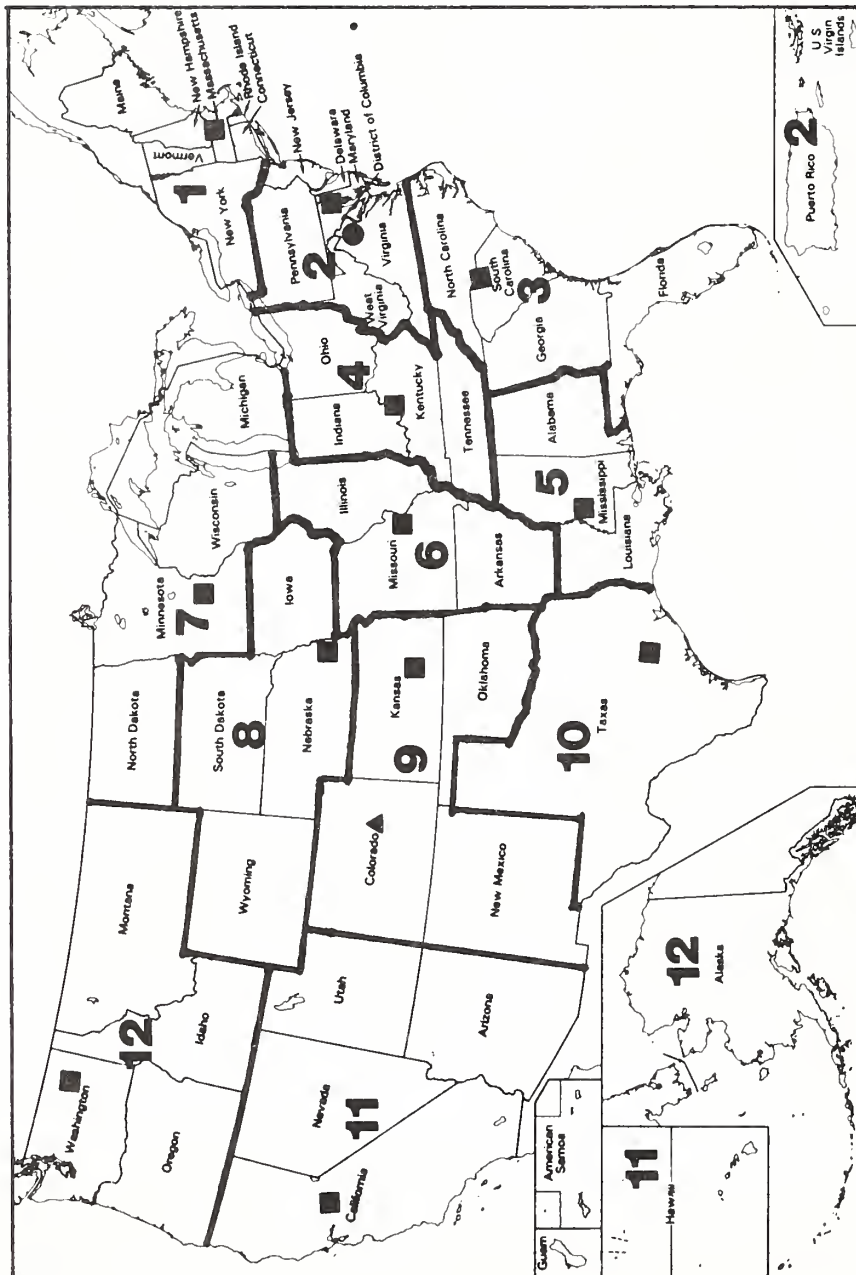 Washington
Oregon
12
Idaho
Montana
Wyoming
Nevada
11
California
Utah
Arizona
Colorado
New Mexico
North Dakota
South Dakota
8
Nebraska
9
Kansas
Oklahoma
10
Taxas
Minnesota
7
Wisconsin
Iowa
Michigan
Illinois
Missouri
6
Arkansas
Louisiana
5
Mississippi
Alabama
Indiana
Ohio
4
Kentucky
Tennessee
Georgia
3
South
Carolina
North Carolina
Florida
West
Virginia
Virginia
Pennsylvania
2
New York
1
Vermont
Maine
New Hampshire
Massachusetts
Rhode Island
Connecticut
New Jersey
Delawara
Maryland
District of Columbia
Guam
American
Samoa
11
Hawaii
12
Alaska
Puerto Rico
2
U S
Virgin
Islands